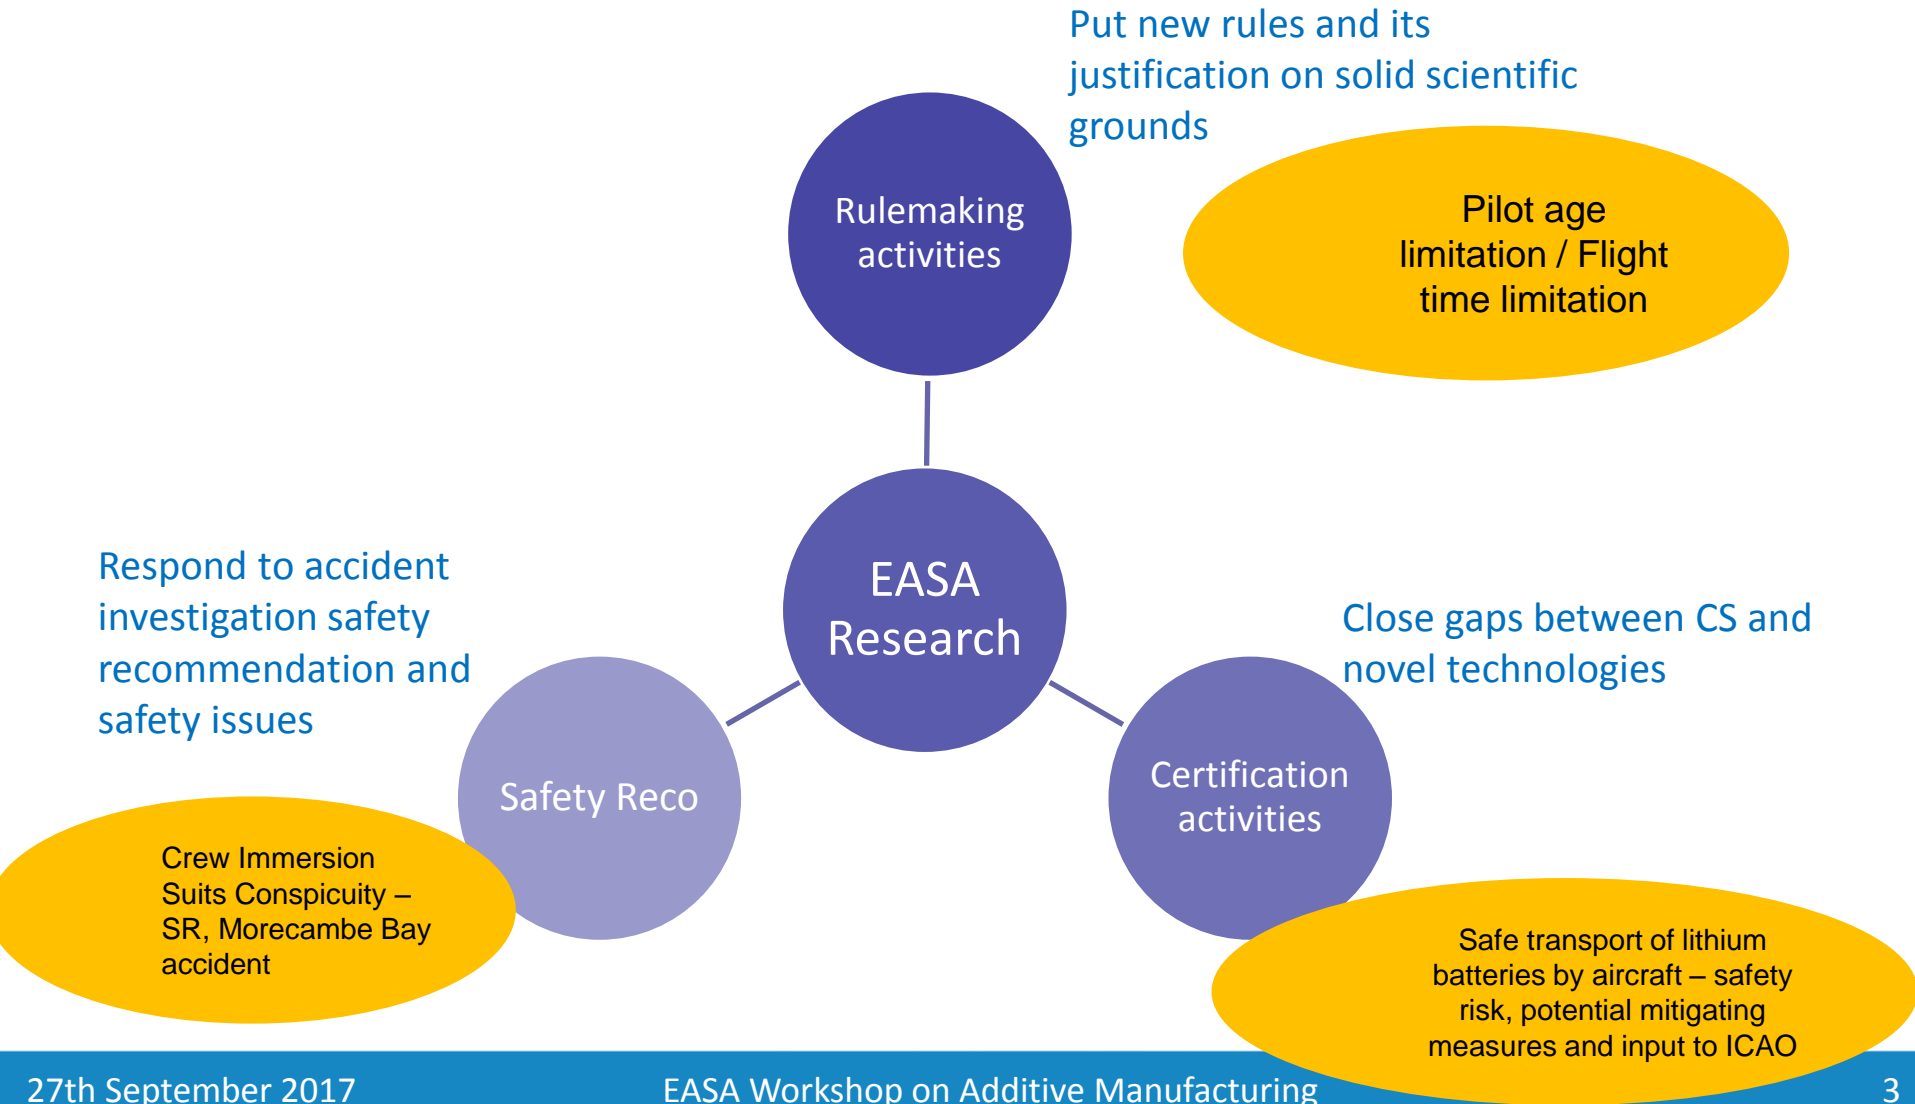 Put new rules and its
justification on solid scientific
grounds
Rulemaking
activities
Pilot age
limitation / Flight
time limitation
EASA
Research
Respond to accident
investigation safety
recommendation and
safety issues
Close gaps between CS and
novel technologies
Safety Reco
Certification
activities
Crew Immersion
Suits Conspicuity –
SR, Morecambe Bay
accident
Safe transport of lithium
batteries by aircraft – safety
risk, potential mitigating
measures and input to ICAO
27th September 2017
EASA Workshop on Additive Manufacturing
3